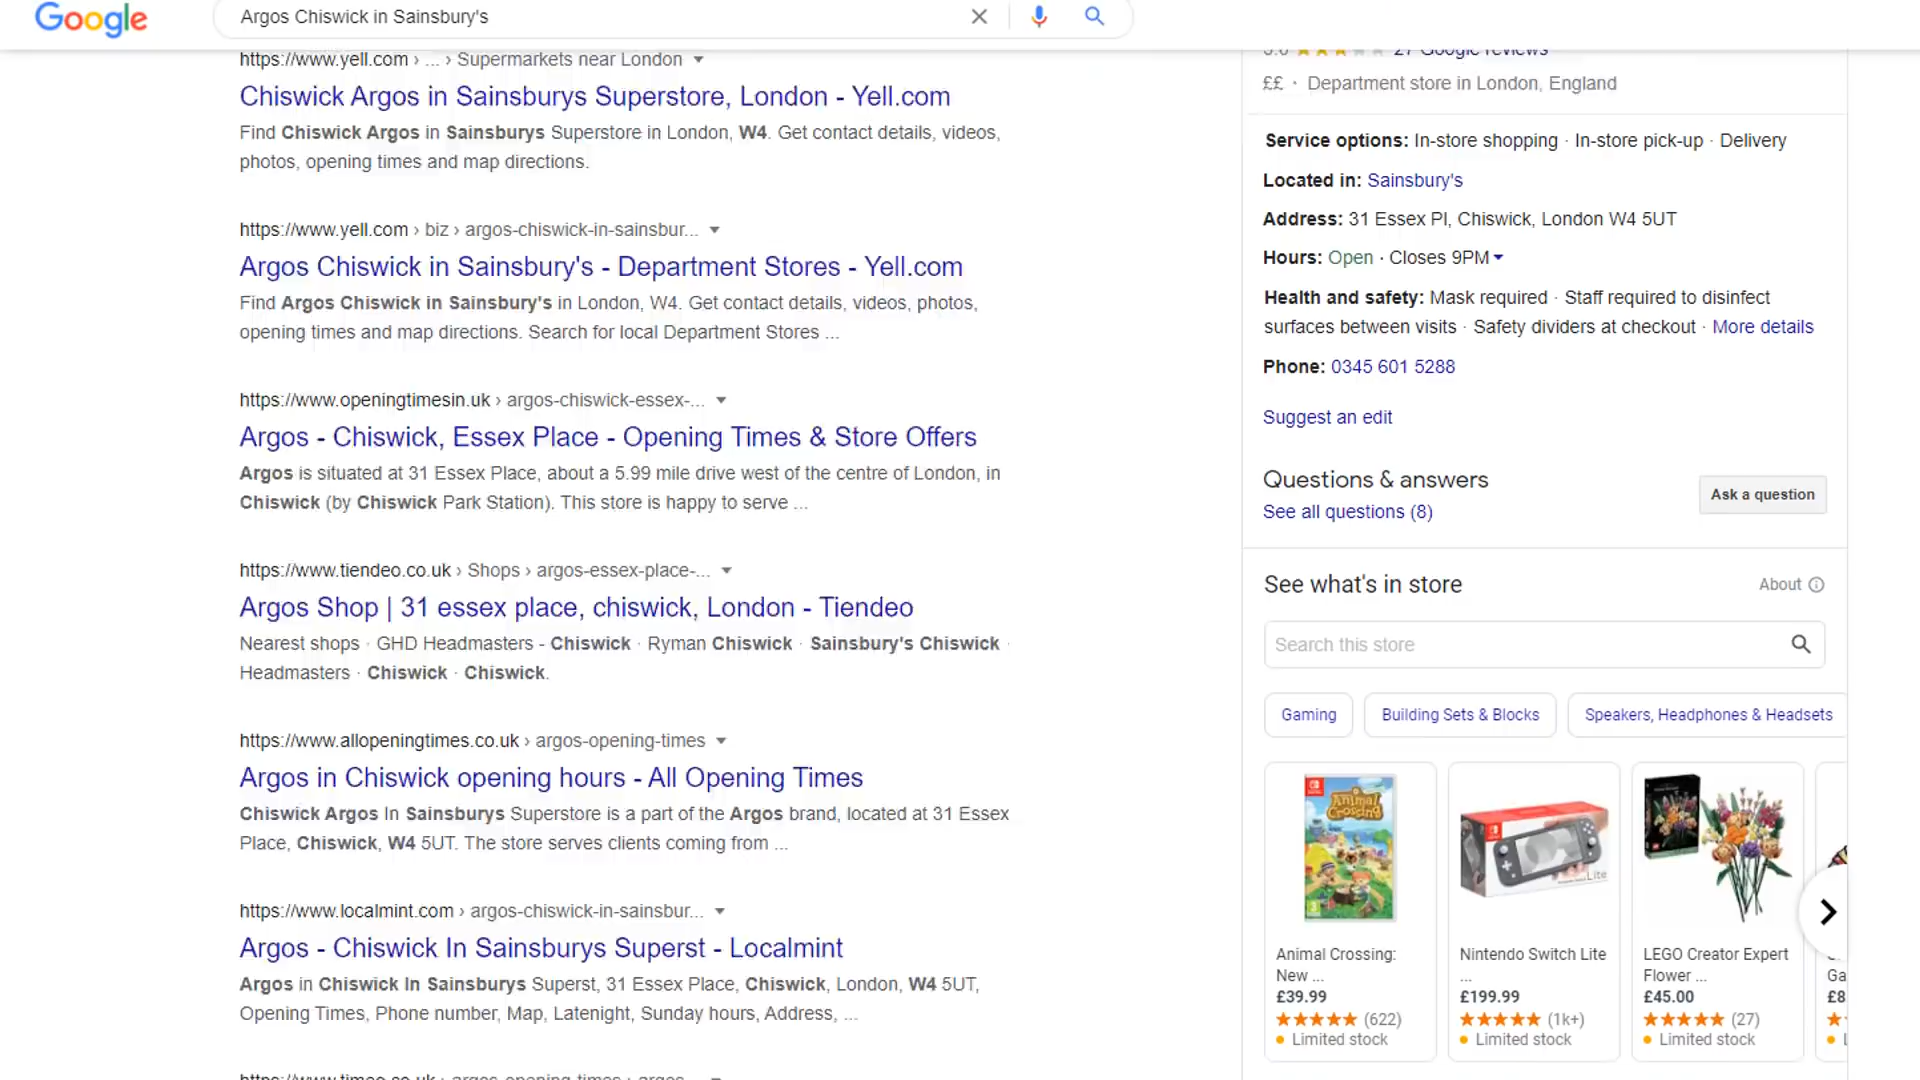 Google
Argos Chiswick in Sainsbury's
https://www.yell.com › ... › Supermarkets near London
Chiswick Argos in Sainsburys Superstore, London - Yell.com
Find Chiswick Argos in Sainsburys Superstore in London, W4. Get contact details, videos,
photos, opening times and map directions.
https://www.yell.com › biz › argos-chiswick-in-sainsbur...
Argos Chiswick in Sainsbury's - Department Stores - Yell.com
Find Argos Chiswick in Sainsbury's in London, W4. Get contact details, videos, photos,
opening times and map directions. Search for local Department Stores ...
https://www.openingtimesin.uk › argos-chiswick-essex-...
Argos - Chiswick, Essex Place - Opening Times & Store Offers
Argos is situated at 31 Essex Place, about a 5.99 mile drive west of the centre of London, in
Chiswick (by Chiswick Park Station). This store is happy to serve ...
https://www.tiendeo.co.uk › Shops › argos-essex-place-...
Argos Shop | 31 essex place, chiswick, London - Tiendeo
Nearest shops · GHD Headmasters - Chiswick · Ryman Chiswick · Sainsbury's Chiswick ·
Headmasters · Chiswick · Chiswick.
https://www.allopeningtimes.co.uk › argos-opening-times
Argos in Chiswick opening hours - All Opening Times
Chiswick Argos In Sainsburys Superstore is a part of the Argos brand, located at 31 Essex
Place, Chiswick, W4 5UT. The store serves clients coming from ...
https://www.localmint.com › argos-chiswick-in-sainsbur...
Argos - Chiswick In Sainsburys Superst - Localmint
Argos in Chiswick In Sainsburys Superst, 31 Essex Place, Chiswick, London, W4 5UT,
Opening Times, Phone number, Map, Latenight, Sunday hours, Address, ...
27 Google reviews
££ · Department store in London, England
Service options: In-store shopping · In-store pick-up · Delivery
Located in: Sainsbury's
Address: 31 Essex Pl, Chiswick, London W4 5UT
Hours: Open · Closes 9PM
Health and safety: Mask required · Staff required to disinfect
surfaces between visits · Safety dividers at checkout · More details
Phone: 0345 601 5288
Suggest an edit
Questions & answers
See all questions (8)
Ask a question
See what's in store
About
Search this store
Gaming
Building Sets & Blocks
Speakers, Headphones & Headsets
Animal Crossing
Animal Crossing:
New ...
£39.99
(622)
Limited stock
Nintendo Switch Lite
...
£199.99
(1k+)
Limited stock
LEGO Creator Expert
Flower ...
£45.00
(27)
Limited stock
Ga
£8